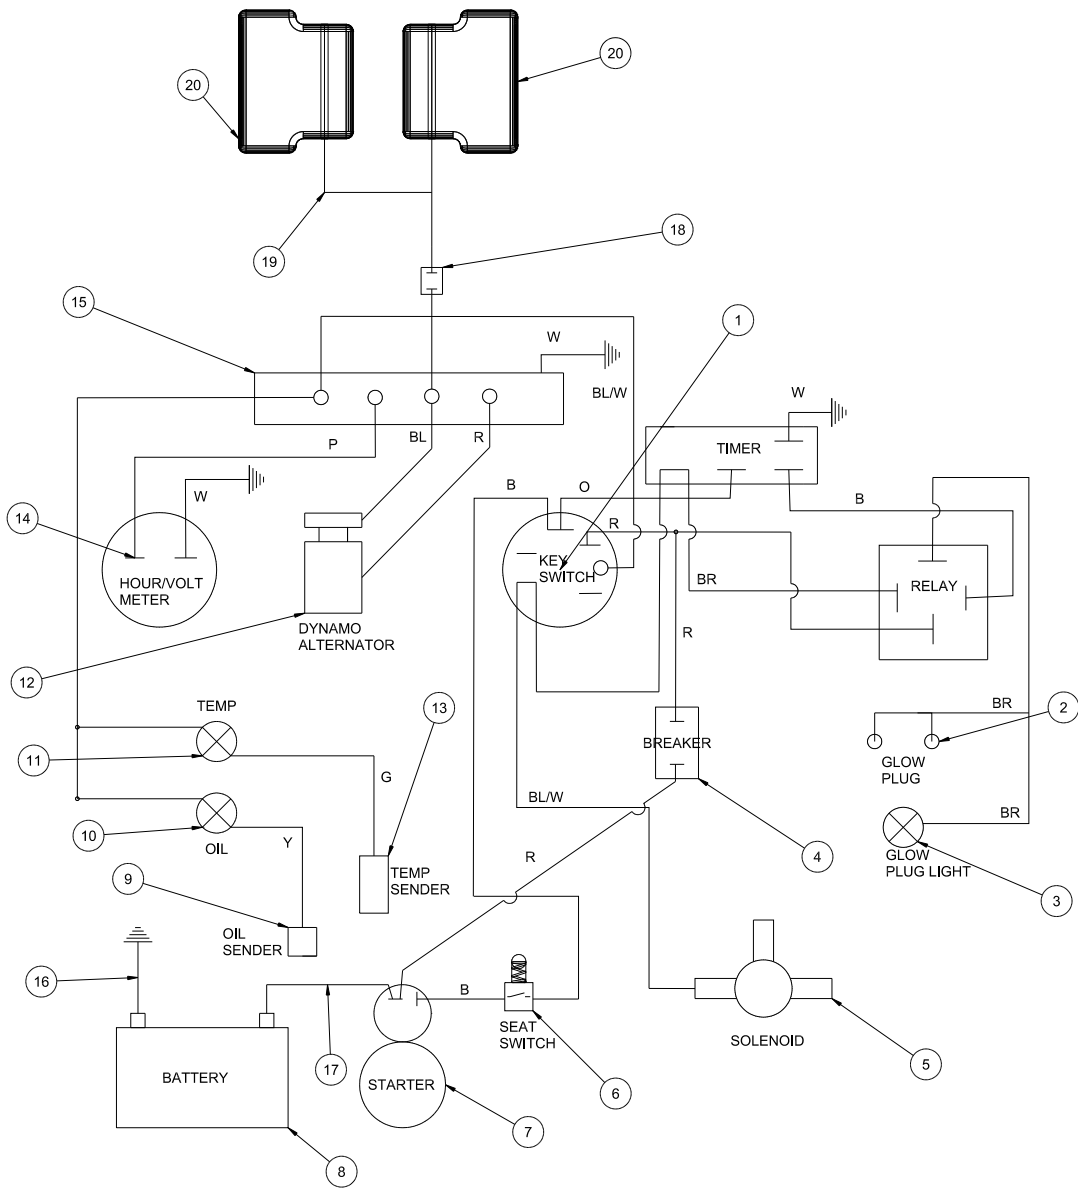 20
20
19
18
15
1
W
BL/W
W
P
BL
R
TIMER
B
O
B
W
R
14
KEY
SWITCH
HOUR/VOLT
METER
BR
RELAY
DYNAMO
ALTERNATOR
R
12
TEMP
13
BR
2
11
BREAKER
GLOW
PLUG
G
BL/W
BR
10
OIL
Y
4
R
GLOW
PLUG LIGHT
9
TEMP
SENDER
3
OIL
SENDER
16
B
17
SEAT
SWITCH
SOLENOID
5
BATTERY
STARTER
6
7
8